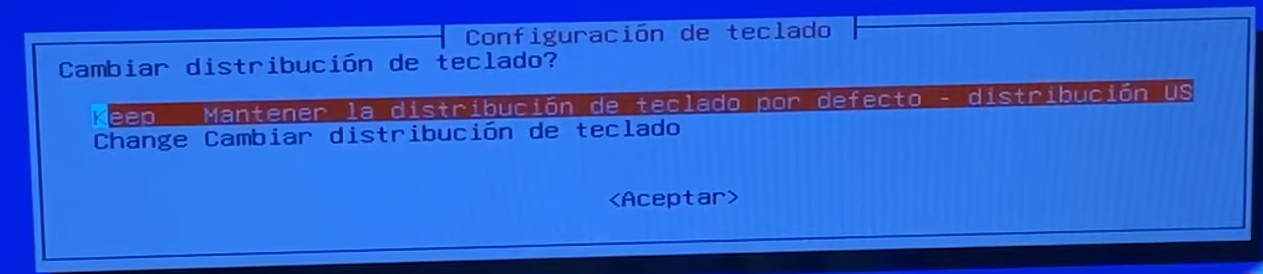 Configuración de teclado
Cambiar distribución de teclado?
Keep Mantener la distribución de teclado por defecto - distribución US
Change Cambiar distribución de teclado
<Aceptar>